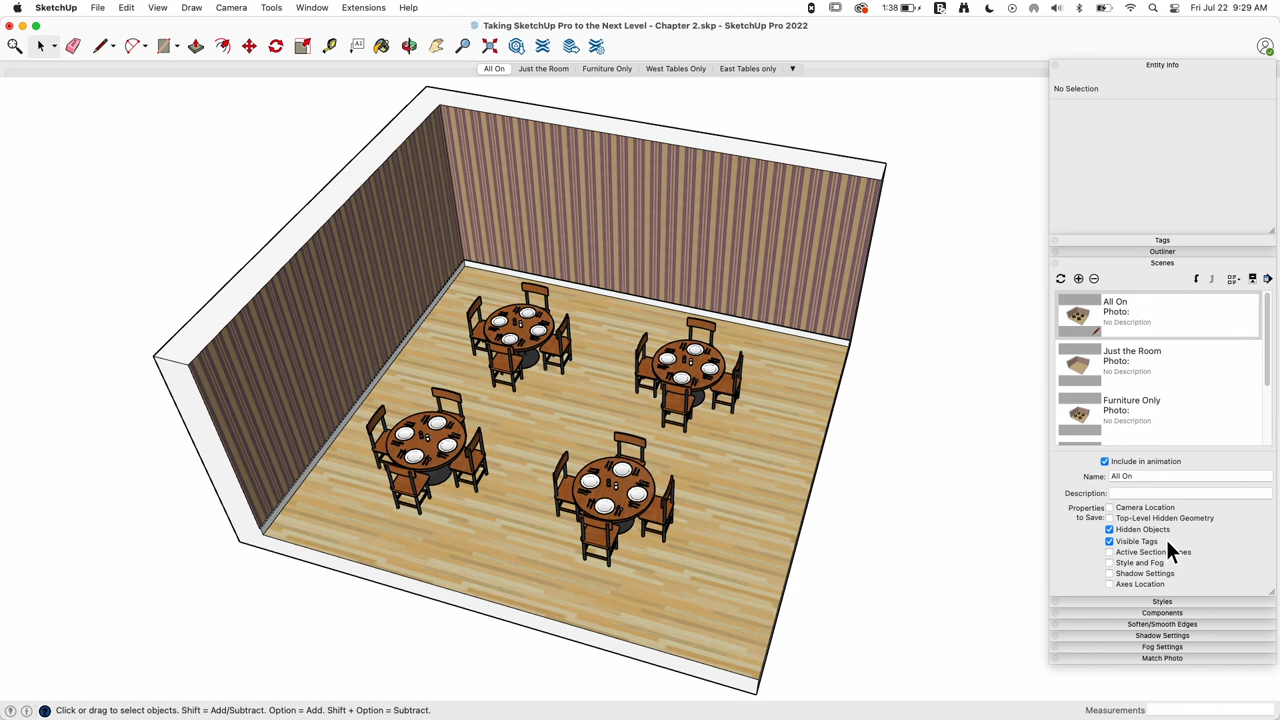 SketchUp File Edit View Draw Camera Tools Window Extensions Help 1:38 Fri Jul 22 9:29 AM
Taking SketchUp Pro to the Next Level - Chapter 2.skp - SketchUp Pro 2022
All On Just the Room Furniture Only West Tables Only East Tables only
Entity Info
No Selection
Tags
Outliner
Scenes
All On
Photo:
No Description
Just the Room
Photo:
No Description
Furniture Only
Photo:
No Description
Include in animation
Name: All On
Description:
Properties to Save:
Camera Location
Top-Level Hidden Geometry
Hidden Objects
Visible Tags
Style and Fog
Shadow Settings
Axes Location
Styles
Components
Soften/Smooth Edges
Shadow Settings
Fog Settings
Match Photo
Click or drag to select objects. Shift = Add/Subtract. Option = Add. Shift + Option = Subtract.
Measurements